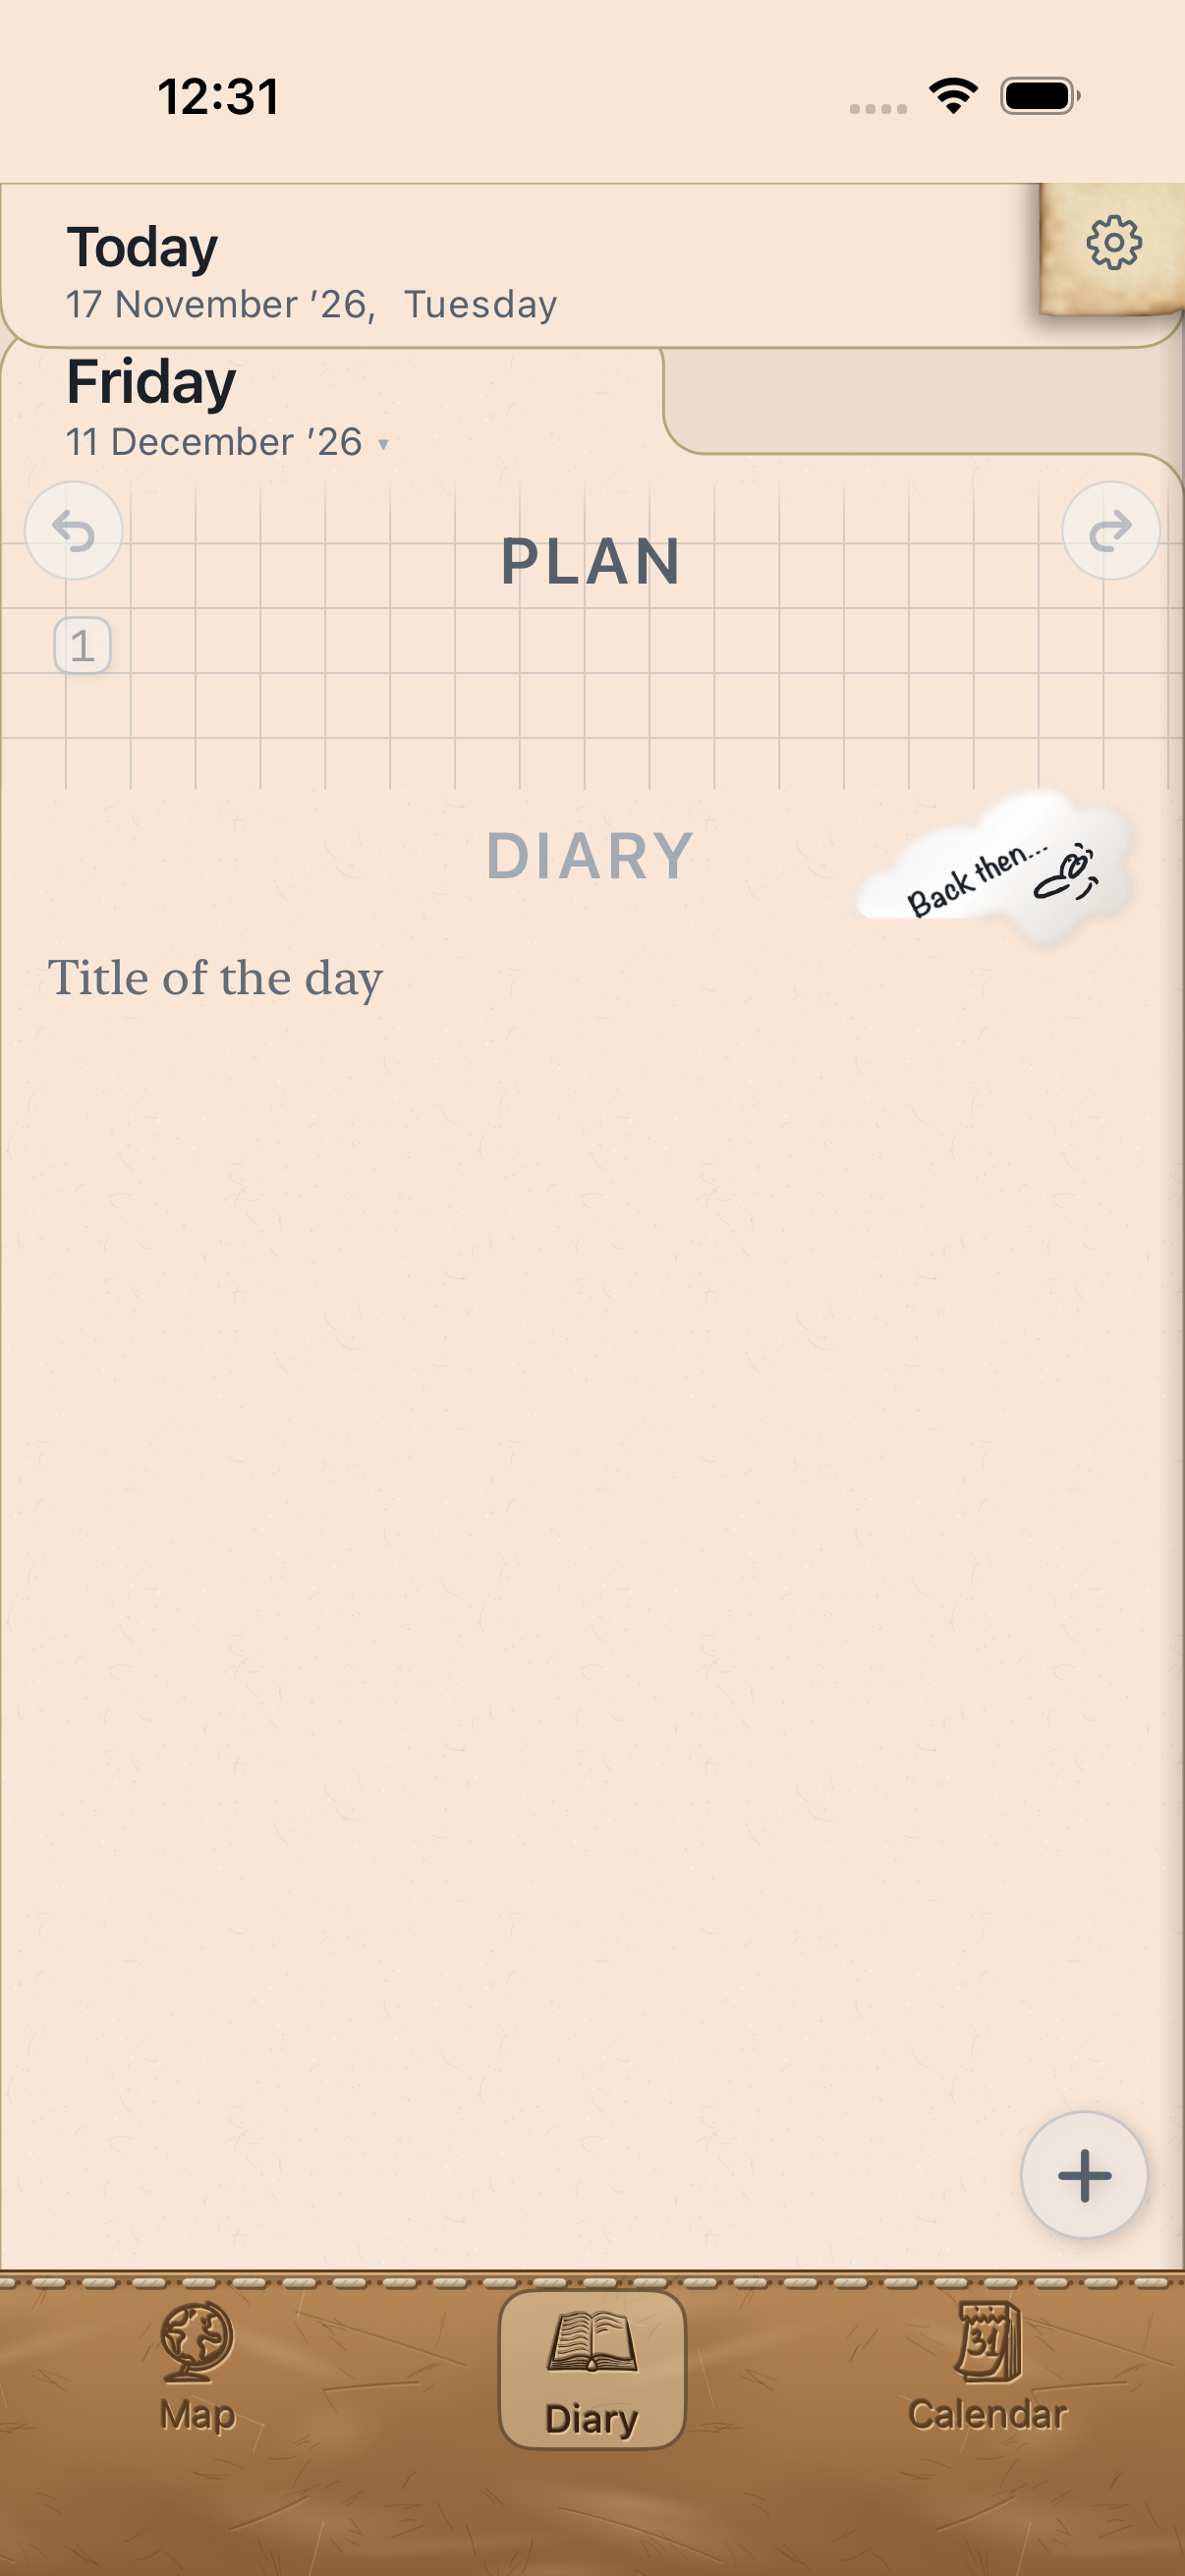 12:31
Today
17 November ’26, Tuesday
Friday
11 December ’26 ▾
PLAN
1
DIARY
Back then...
Title of the day
31
Map
Diary
Calendar